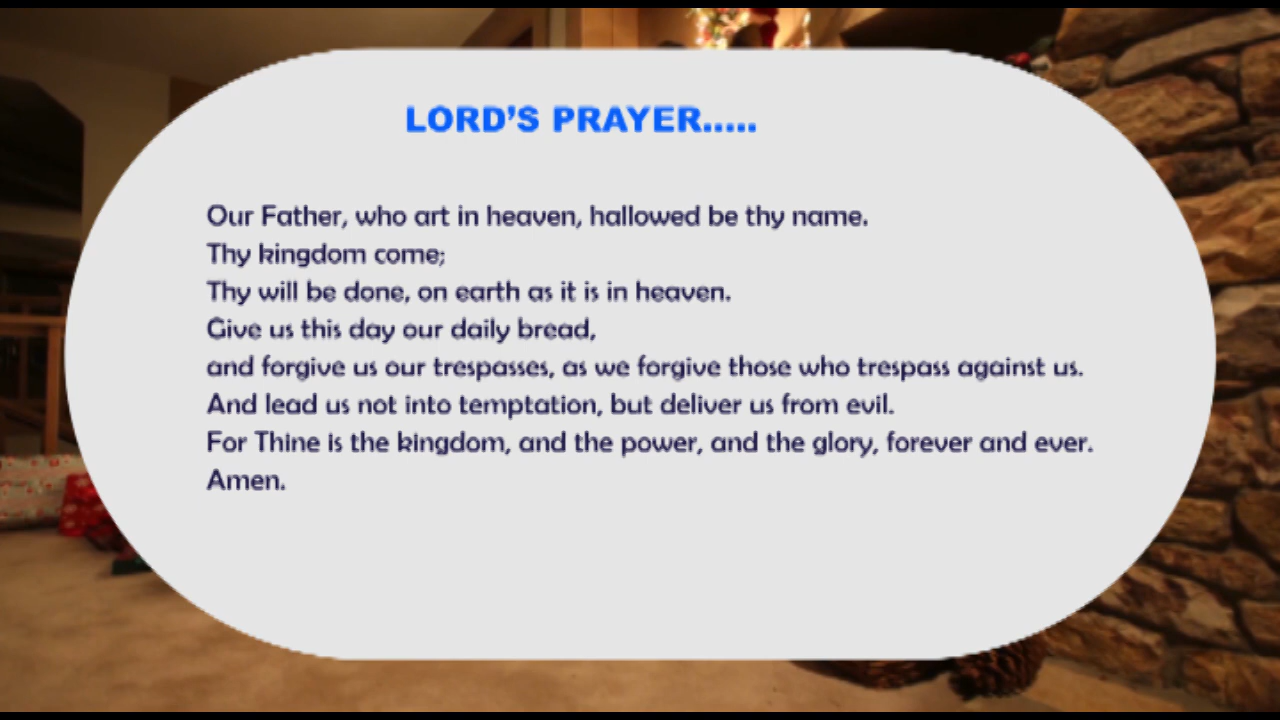 LORD’S PRAYER.....
Our Father, who art in heaven, hallowed be thy name.
Thy kingdom come;
Thy will be done, on earth as it is in heaven.
Give us this day our daily bread,
and forgive us our trespasses, as we forgive those who trespass against us.
And lead us not into temptation, but deliver us from evil.
For Thine is the kingdom, and the power, and the glory, forever and ever.
Amen.